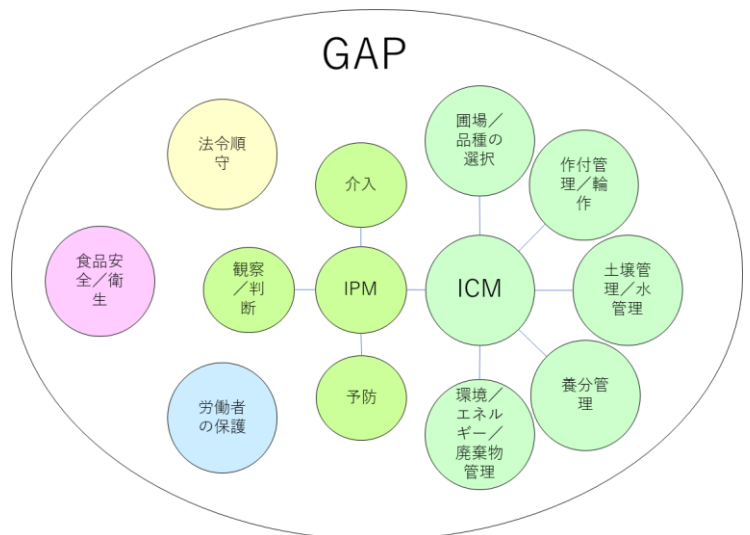 GAP
法令順
守
食品安
全／衛
生
労働者
の保護
介入
観察
／判
断
IPM
予防
ICM
圃場／
品種の
選択
作付管
理／輪
作
土壌管
理／水
管理
養分管
理
環境／
エネル
ギー／
廃棄物
管理